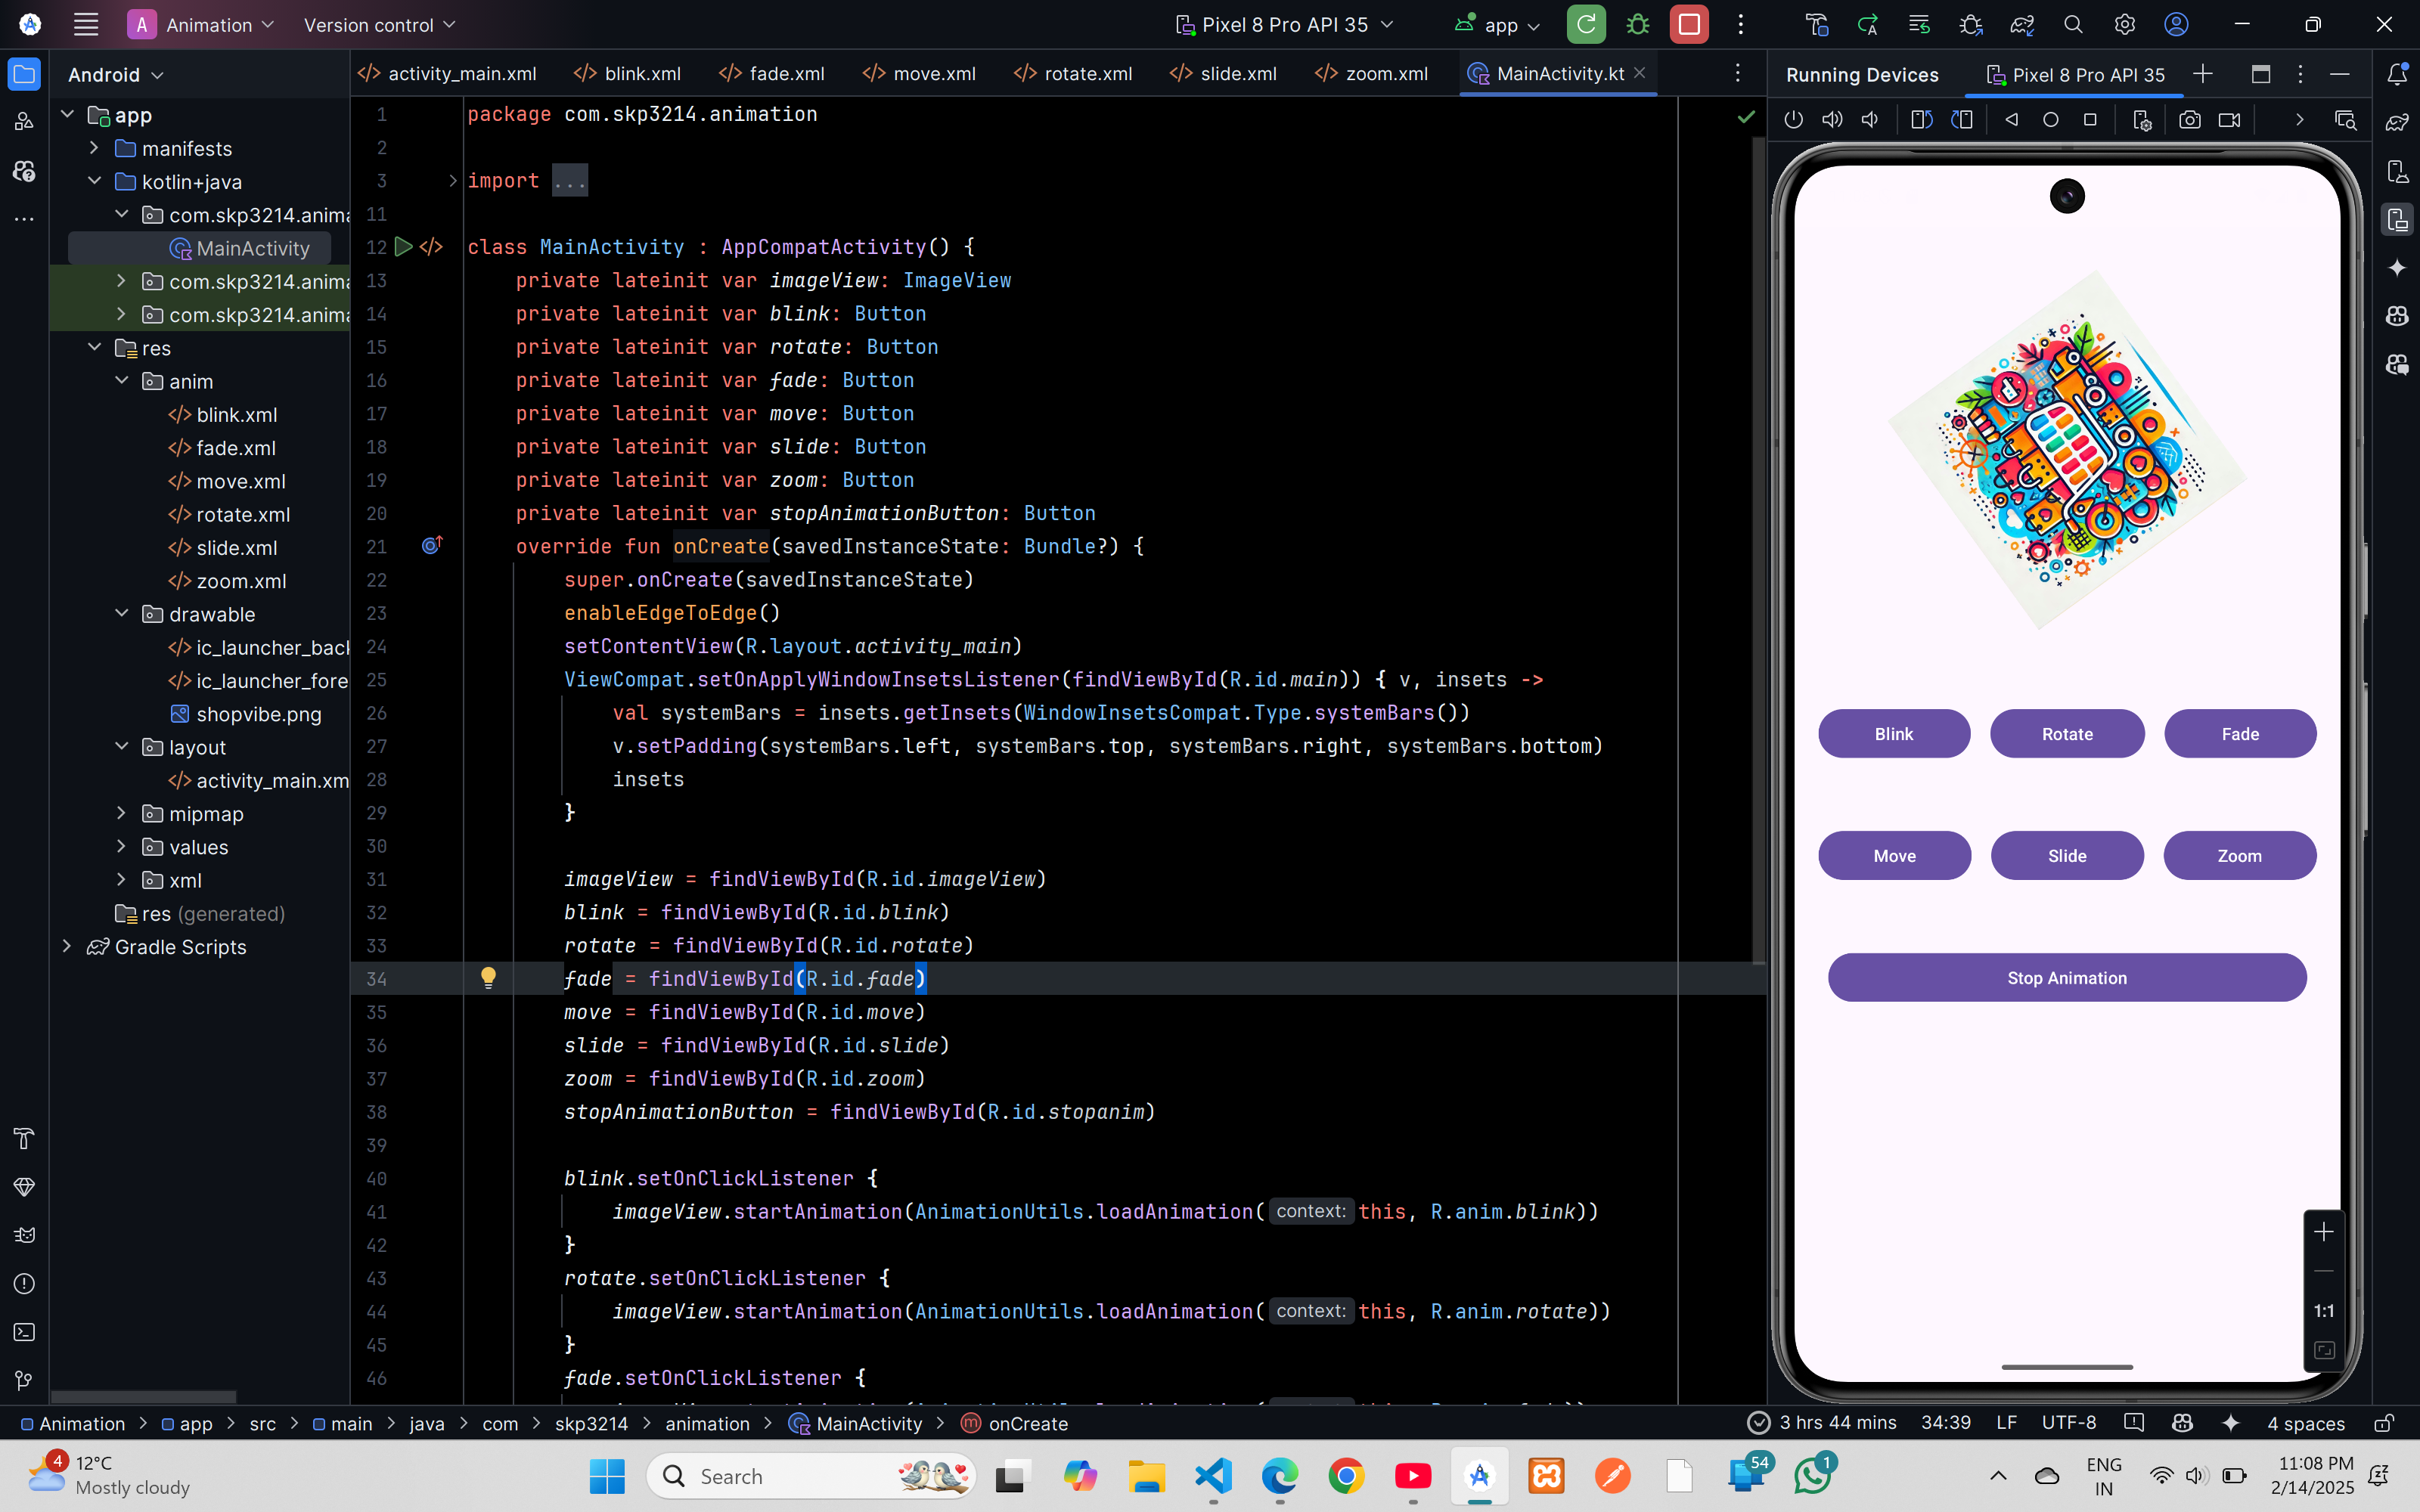 A Animation Version control Pixel 8 Pro API 35 app
Android
app
manifests
kotlin+java
com.skp3214.anima
MainActivity
com.skp3214.anima
com.skp3214.anima
res
anim
blink.xml
fade.xml
move.xml
rotate.xml
slide.xml
zoom.xml
drawable
ic_launcher_back
ic_launcher_fore
shopvibe.png
layout
activity_main.xm
mipmap
values
xml
res (generated)
Gradle Scripts
activity_main.xml blink.xml fade.xml move.xml rotate.xml slide.xml zoom.xml MainActivity.kt
1 package com.skp3214.animation
2
3 import ...
11
12 class MainActivity : AppCompatActivity() {
13 private lateinit var imageView: ImageView
14 private lateinit var blink: Button
15 private lateinit var rotate: Button
16 private lateinit var fade: Button
17 private lateinit var move: Button
18 private lateinit var slide: Button
19 private lateinit var zoom: Button
20 private lateinit var stopAnimationButton: Button
21 override fun onCreate(savedInstanceState: Bundle?) {
22 super.onCreate(savedInstanceState)
23 enableEdgeToEdge()
24 setContentView(R.layout.activity_main)
25 ViewCompat.setOnApplyWindowInsetsListener(findViewById(R.id.main)) { v, insets ->
26 val systemBars = insets.getInsets(WindowInsetsCompat.Type.systemBars())
27 v.setPadding(systemBars.left, systemBars.top, systemBars.right, systemBars.bottom)
28 insets
29 }
30
31 imageView = findViewById(R.id.imageView)
32 blink = findViewById(R.id.blink)
33 rotate = findViewById(R.id.rotate)
34 fade = findViewById(R.id.fade)
35 move = findViewById(R.id.move)
36 slide = findViewById(R.id.slide)
37 zoom = findViewById(R.id.zoom)
38 stopAnimationButton = findViewById(R.id.stopanim)
39
40 blink.setOnClickListener {
41 imageView.startAnimation(AnimationUtils.loadAnimation( context: this, R.anim.blink))
42 }
43 rotate.setOnClickListener {
44 imageView.startAnimation(AnimationUtils.loadAnimation( context: this, R.anim.rotate))
45 }
46 fade.setOnClickListener {
Running Devices Pixel 8 Pro API 35
Blink Rotate Fade
Move Slide Zoom
Stop Animation
1:1
Animation app src main java com skp3214 animation MainActivity onCreate
3 hrs 44 mins 34:39 LF UTF-8 4 spaces
4 12°C
Mostly cloudy
Search
54 1
ENG
IN
11:08 PM
2/14/2025